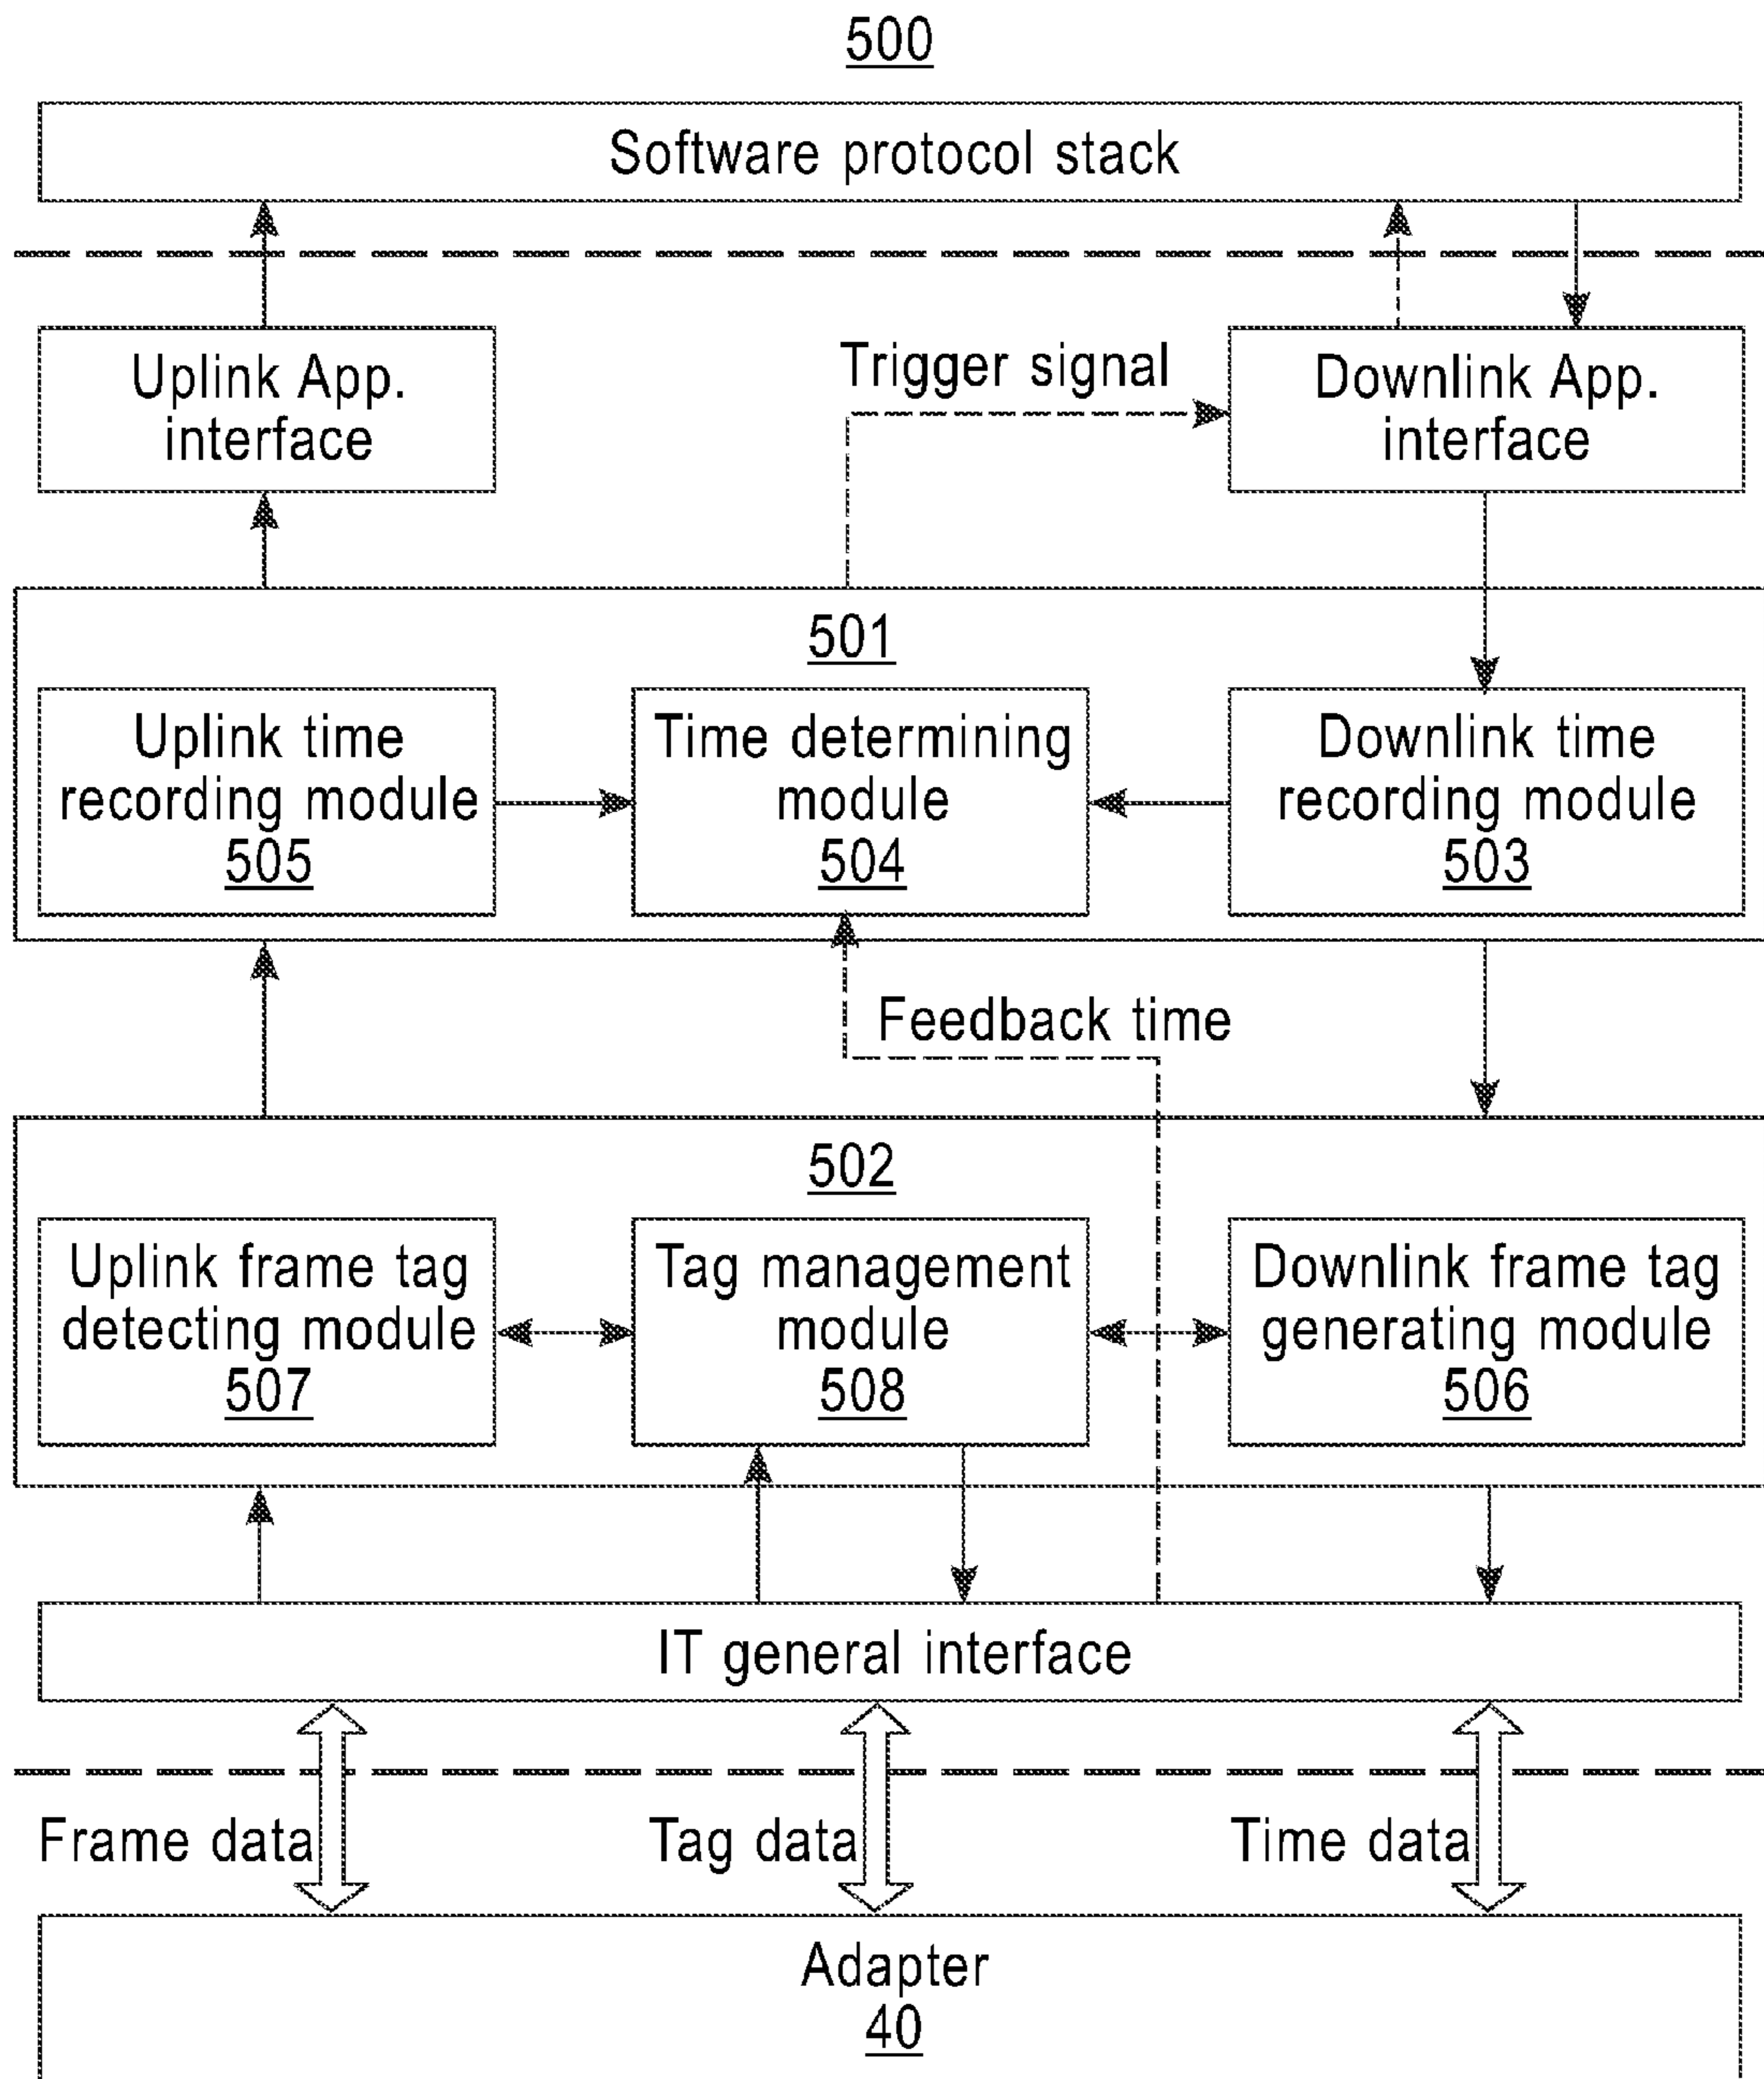 500
Software protocol stack
Uplink App.
interface
Trigger signal
Downlink App.
interface
501
Uplink time
recording module
505
Time determining
module
504
Downlink time
recording module
503
Feedback time
502
Uplink frame tag
detecting module
507
Tag management
module
508
Downlink frame tag
generating module
506
IT general interface
Frame data
Tag data
Time data
Adapter
40